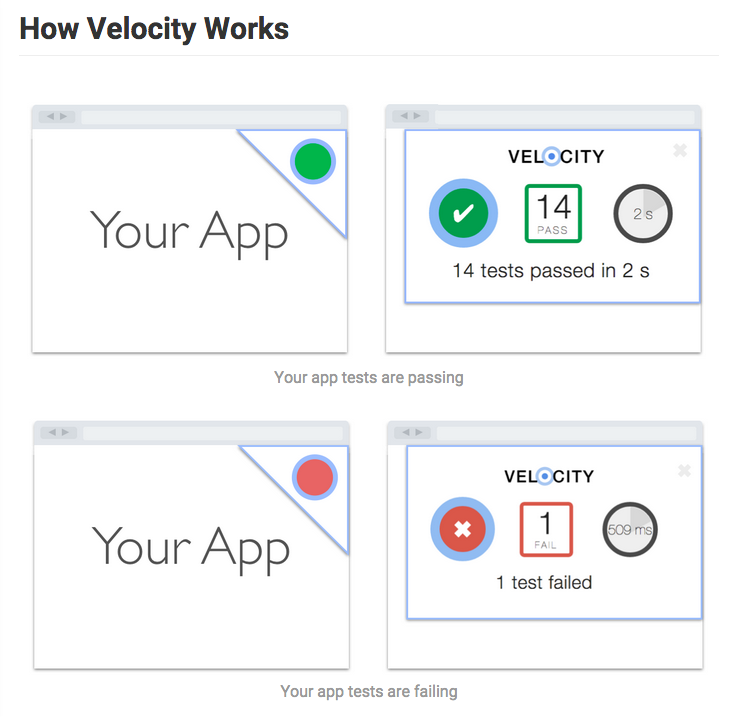 How Velocity Works
Your App
VELOCITY
14
PASS
2 s
14 tests passed in 2 s
Your app tests are passing
Your App
VELOCITY
1
FAIL
509 ms
1 test failed
Your app tests are failing